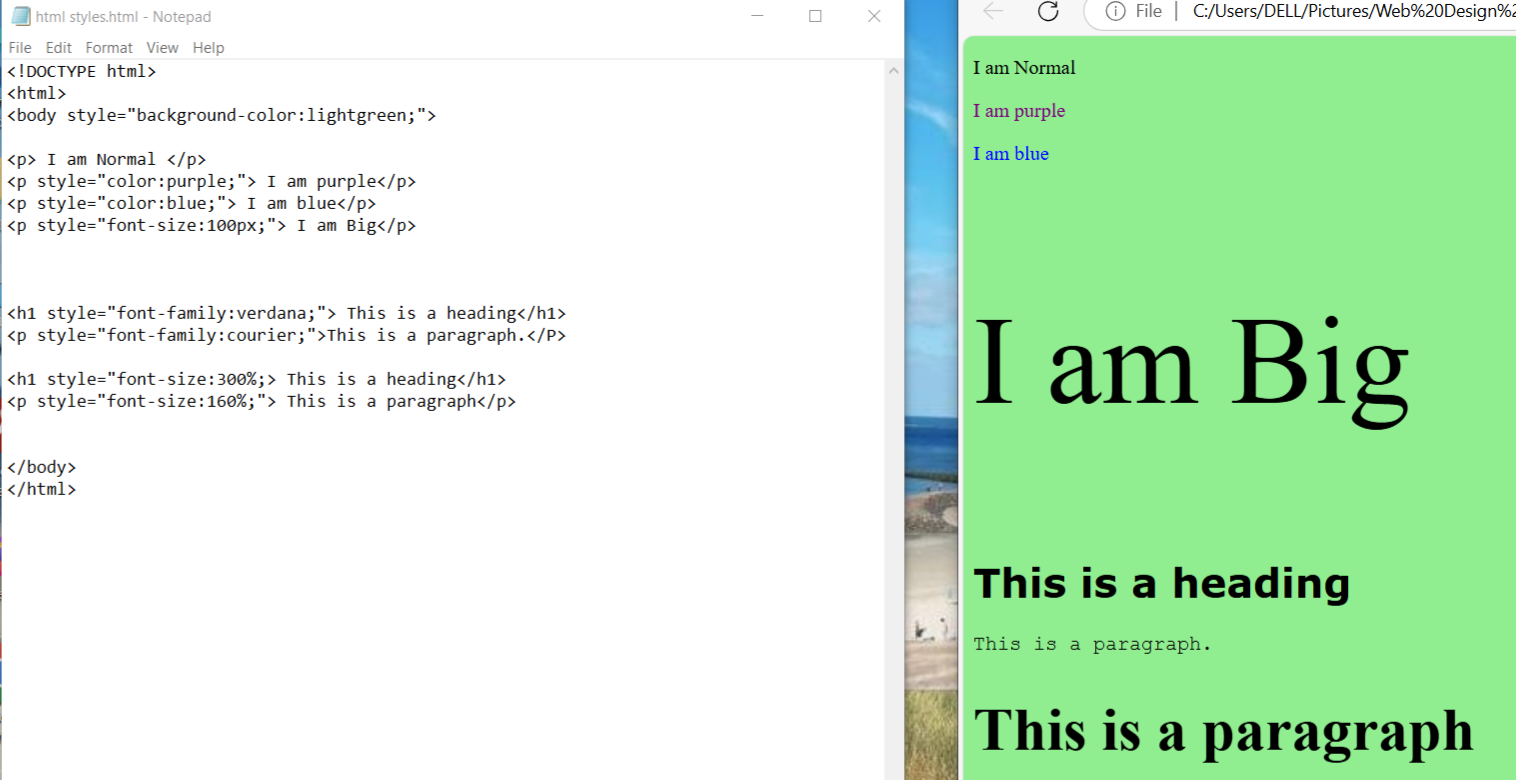 html styles.html - Notepad
File Edit Format View Help
<!DOCTYPE html>
<html>
<body style="background-color:lightgreen;">
<p> I am Normal </p>
<p style="color:purple;"> I am purple</p>
<p style="color:blue;"> I am blue</p>
<p style="font-size:100px;"> I am Big</p>
<h1 style="font-family:verdana;"> This is a heading</h1>
<p style="font-family:courier;">This is a paragraph.</P>
<h1 style="font-size:300%;> This is a heading</h1>
<p style="font-size:160%;"> This is a paragraph</p>
</body>
</html>
File | C:/Users/DELL/Pictures/Web%20Design%2
I am Normal
I am purple
I am blue
I am Big
This is a heading
This is a paragraph.
This is a paragraph